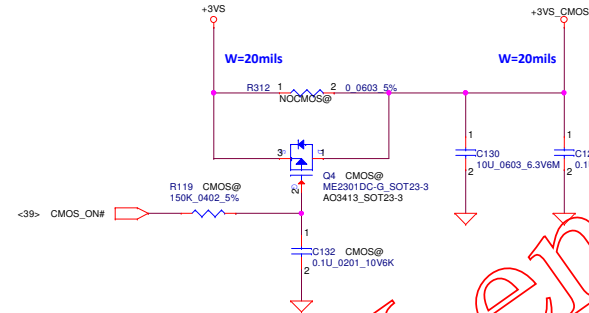 +3VS
+3VS_CMOS
W=20mils
W=20mils
R312 1 2 0_0603_5%
NOCMOS@
3 1
Q4 CMOS@
ME2301DC-G_SOT23-3
AO3413_SOT23-3
2
1
C130
10U_0603_6.3V6M
2
1
2
R119 CMOS@
150K_0402_5%
<39> CMOS_ON#
1
C132 CMOS@
0.1U_0201_10V6K
2